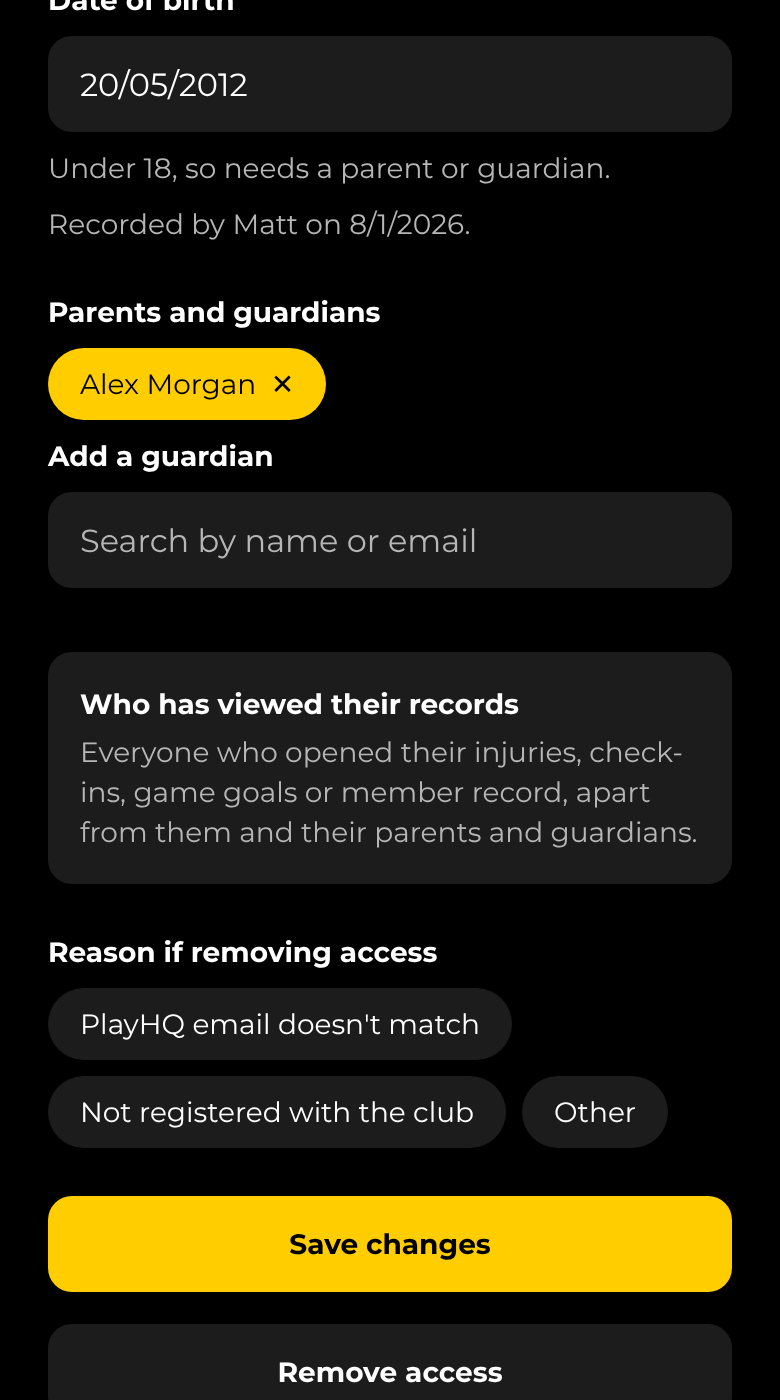 Date of birth
20/05/2012
Under 18, so needs a parent or guardian.
Recorded by Matt on 8/1/2026.
Parents and guardians
Alex Morgan ✕
Add a guardian
Search by name or email
Who has viewed their records
Everyone who opened their injuries, check-
ins, game goals or member record, apart
from them and their parents and guardians.
Reason if removing access
PlayHQ email doesn't match
Not registered with the club
Other
Save changes
Remove access